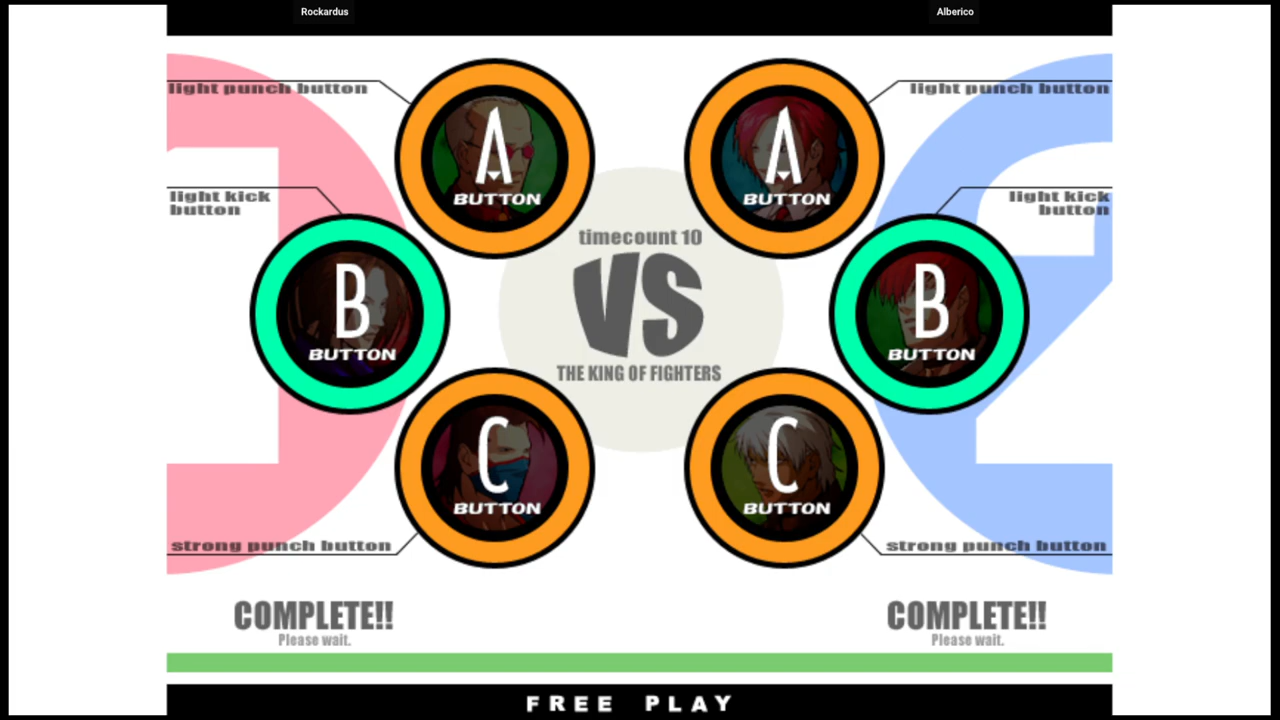 Rockardus
Alberico
light punch button
light punch button
A
BUTTON
A
BUTTON
light kick
button
light kick
button
timecount 10
VS
THE KING OF FIGHTERS
B
BUTTON
B
BUTTON
C
BUTTON
C
BUTTON
strong punch button
strong punch button
COMPLETE!!
Please wait.
COMPLETE!!
Please wait.
FREE PLAY